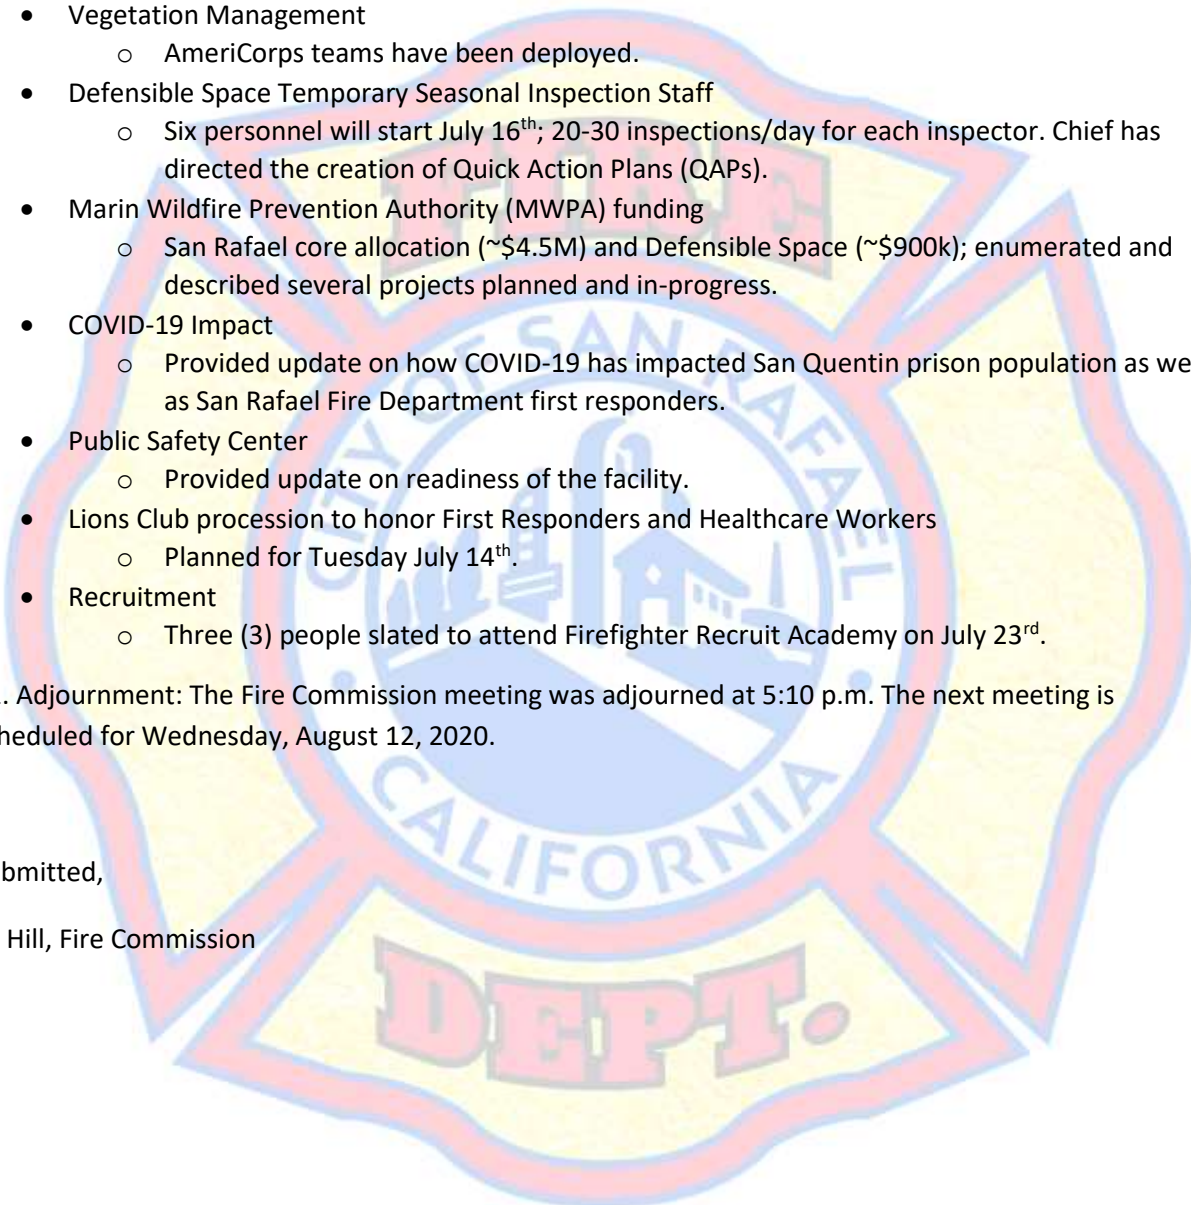 • Vegetation Management
o AmeriCorps teams have been deployed.
• Defensible Space Temporary Seasonal Inspection Staff
o Six personnel will start July 16th; 20-30 inspections/day for each inspector. Chief has
directed the creation of Quick Action Plans (QAPs).
• Marin Wildfire Prevention Authority (MWPA) funding
o San Rafael core allocation (~$4.5M) and Defensible Space (~$900k); enumerated and
described several projects planned and in-progress.
• COVID-19 Impact
o Provided update on how COVID-19 has impacted San Quentin prison population as we
as San Rafael Fire Department first responders.
• Public Safety Center
o Provided update on readiness of the facility.
• Lions Club procession to honor First Responders and Healthcare Workers
o Planned for Tuesday July 14th.
• Recruitment
o Three (3) people slated to attend Firefighter Recruit Academy on July 23rd.
. Adjournment: The Fire Commission meeting was adjourned at 5:10 p.m. The next meeting is
heduled for Wednesday, August 12, 2020.
bmitted,
Hill, Fire Commission
FIRE
CITY OF SAN RAFAEL
CALIFORNIA
DEPT.